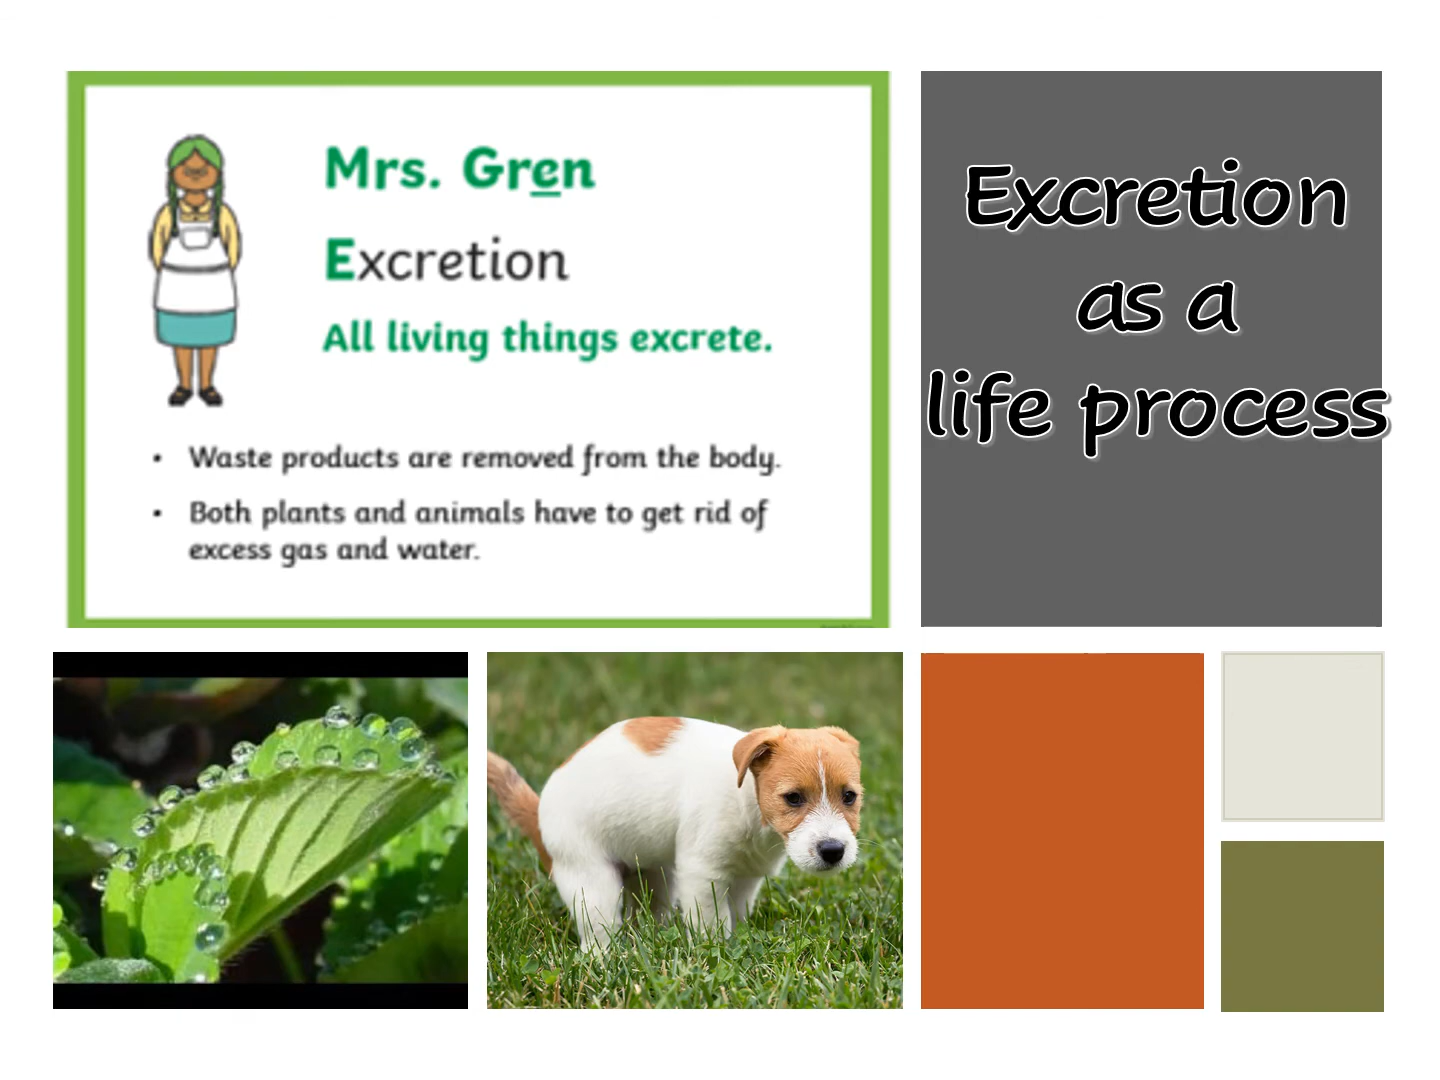 Mrs. Gren
Excretion
All living things excrete.
• Waste products are removed from the body.
• Both plants and animals have to get rid of
excess gas and water.
Excretion
as a
life process